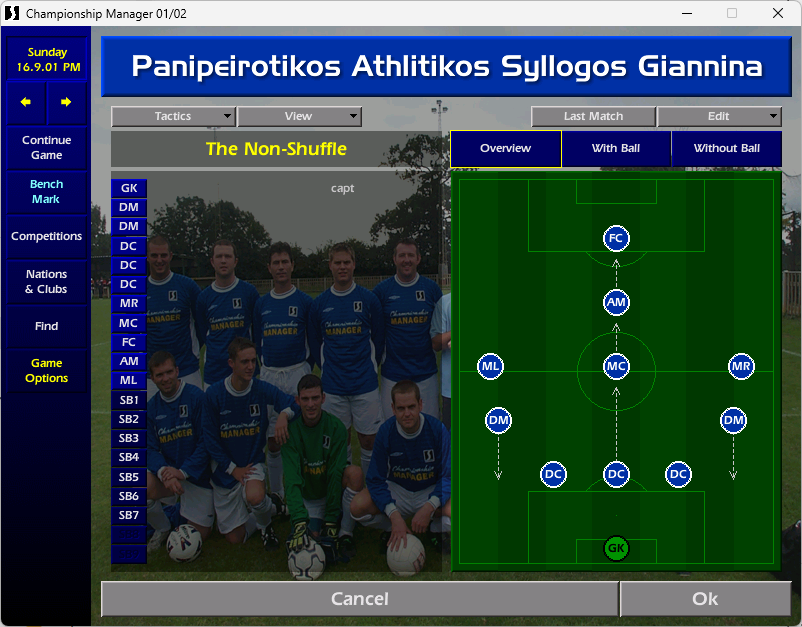 Championship Manager 01/02
Sunday
16.9.01 PM
Panipeirotikos Athlitikos Syllogos Giannina
Continue
Game
Bench
Mark
Competitions
Nations
& Clubs
Find
Game
Options
Tactics
View
Last Match
Edit
The Non-Shuffle
Overview
With Ball
Without Ball
GK
capt
DM
DM
DC
DC
DC
MR
MC
FC
AM
ML
SB1
SB2
SB3
SB4
SB5
SB6
SB7
FC
AM
ML
MC
MR
DM
DM
DC
DC
DC
GK
Cancel
Ok